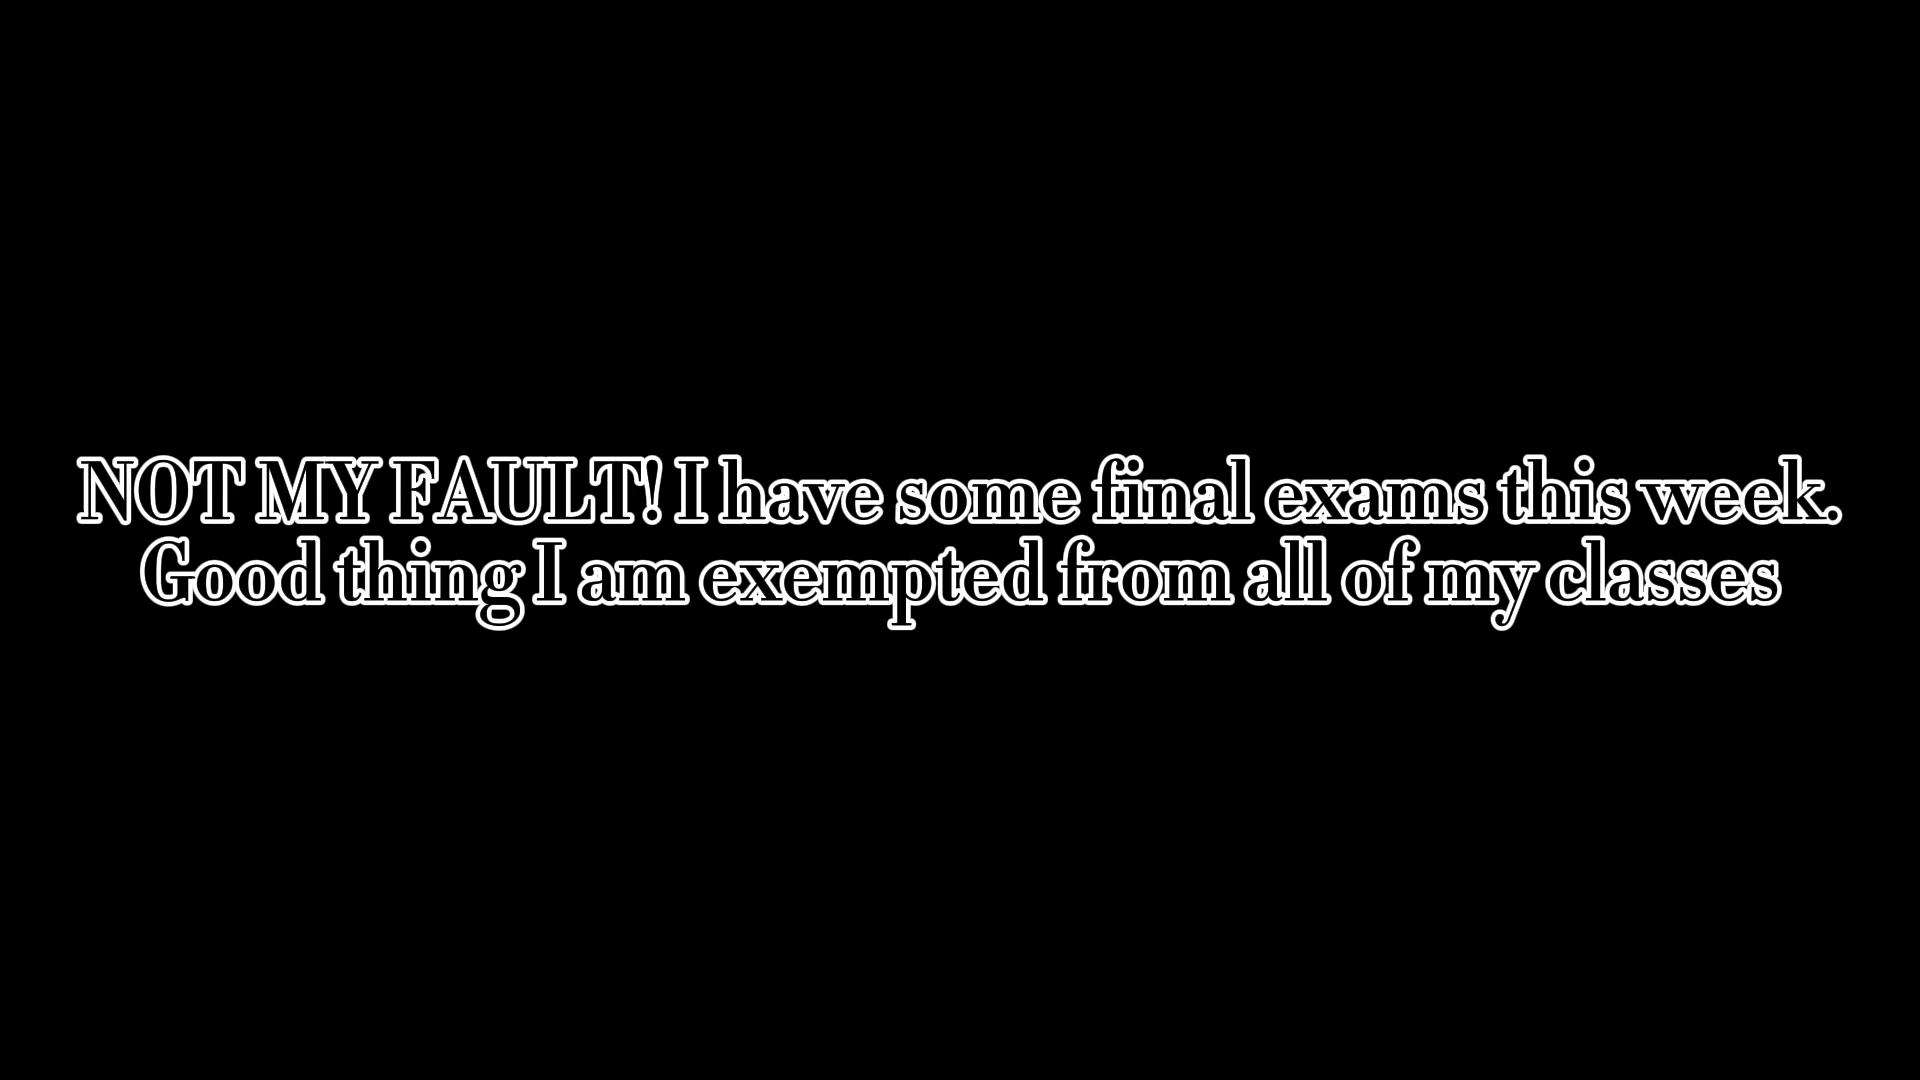 NOT MY FAULT! I have some final exams this week.
Good thing I am exempted from all of my classes